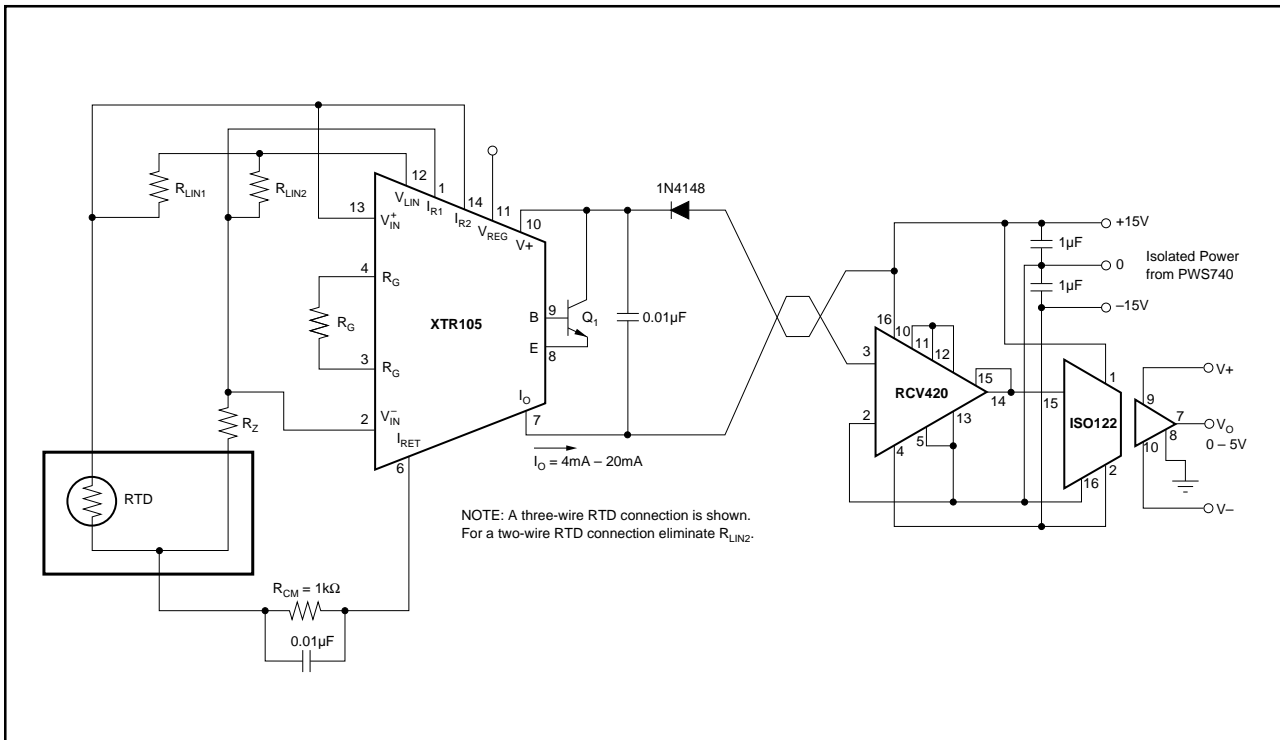 12
1
14
11
10
13
V_LIN
I_R1
I_R2
V_REG
V+
V⁺_IN
R_LIN1
R_LIN2
4
R_G
R_G
3
R_G
XTR105
B
9
E
8
Q₁
0.01µF
1N4148
2
V⁻_IN
I_RET
6
I_O
7
I_O = 4mA – 20mA
R_Z
RTD
R_CM = 1kΩ
0.01µF
NOTE: A three-wire RTD connection is shown.
For a two-wire RTD connection eliminate R_LIN2.
16
10
11
12
3
15
14
RCV420
2
13
5
4
+15V
1µF
0
1µF
–15V
Isolated Power
from PWS740
1
15
ISO122
16
2
9
7
8
10
V+
V_O
0 – 5V
V–